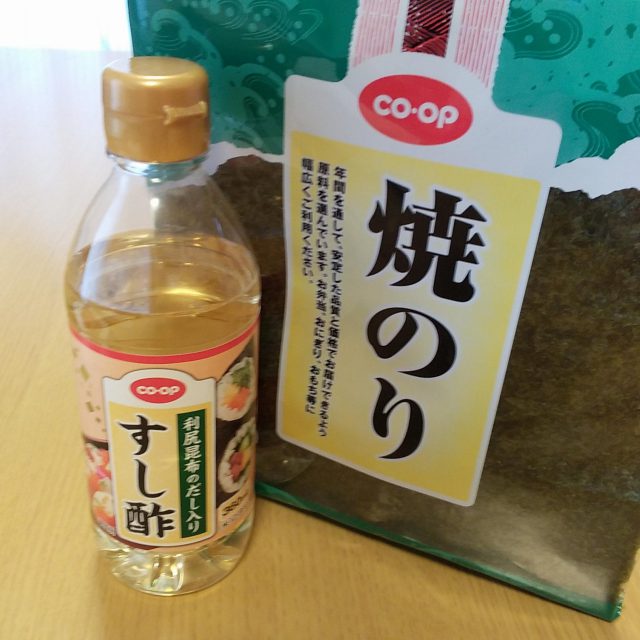 CO·OP
焼のり
年間を通して、安定した品質と価格でお届けできるよう
原料を選んでいます。お弁当、おにぎり、おもち等に
幅広くご利用ください。
CO·OP
利尻昆布のだし入り
すし酢